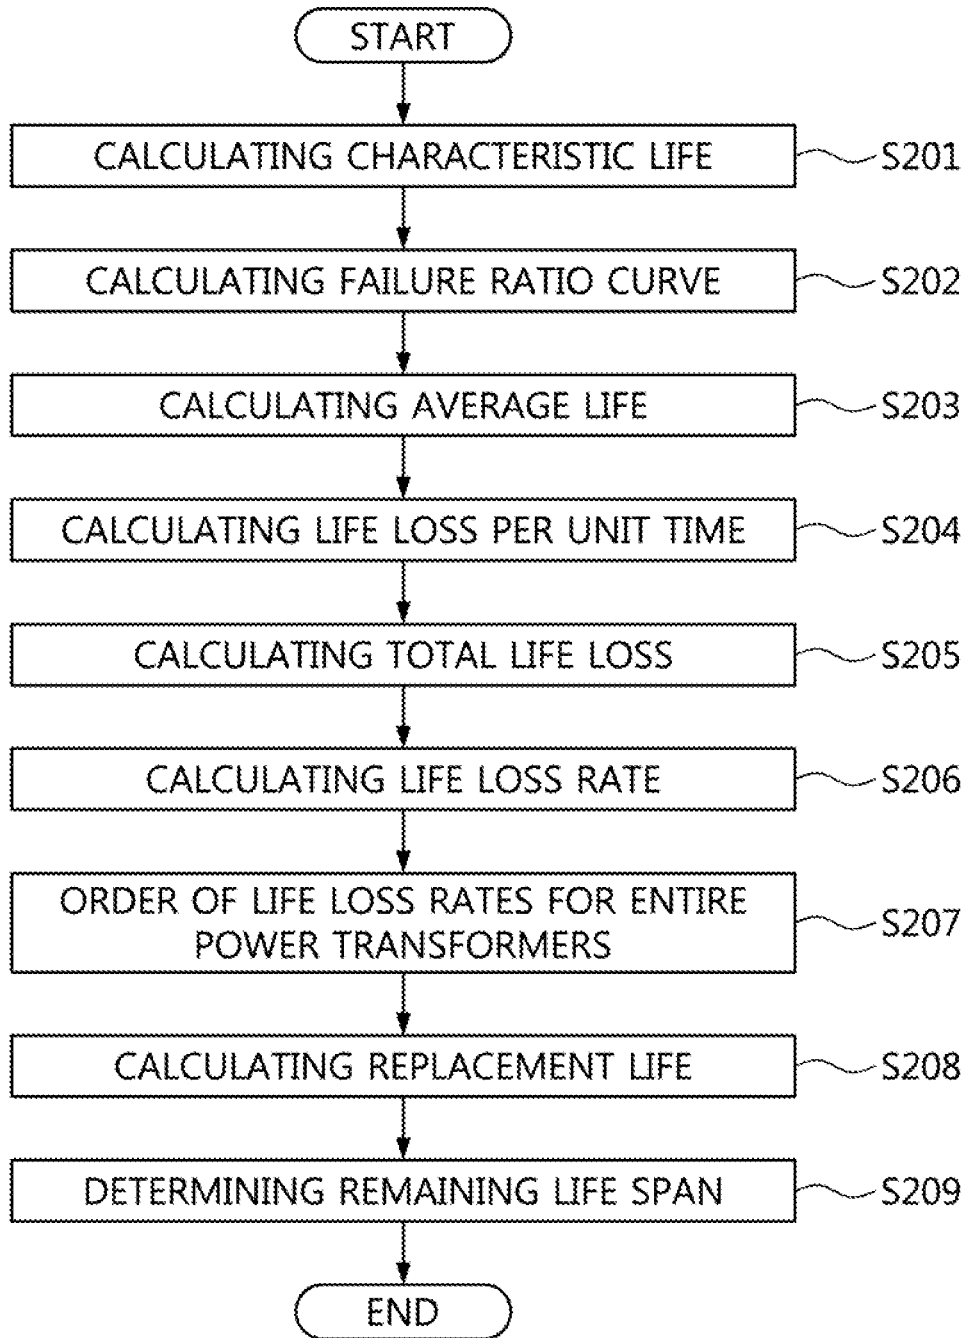 START
CALCULATING CHARACTERISTIC LIFE
S201
CALCULATING FAILURE RATIO CURVE
S202
CALCULATING AVERAGE LIFE
S203
CALCULATING LIFE LOSS PER UNIT TIME
S204
CALCULATING TOTAL LIFE LOSS
S205
CALCULATING LIFE LOSS RATE
S206
ORDER OF LIFE LOSS RATES FOR ENTIRE
POWER TRANSFORMERS
S207
CALCULATING REPLACEMENT LIFE
S208
DETERMINING REMAINING LIFE SPAN
S209
END